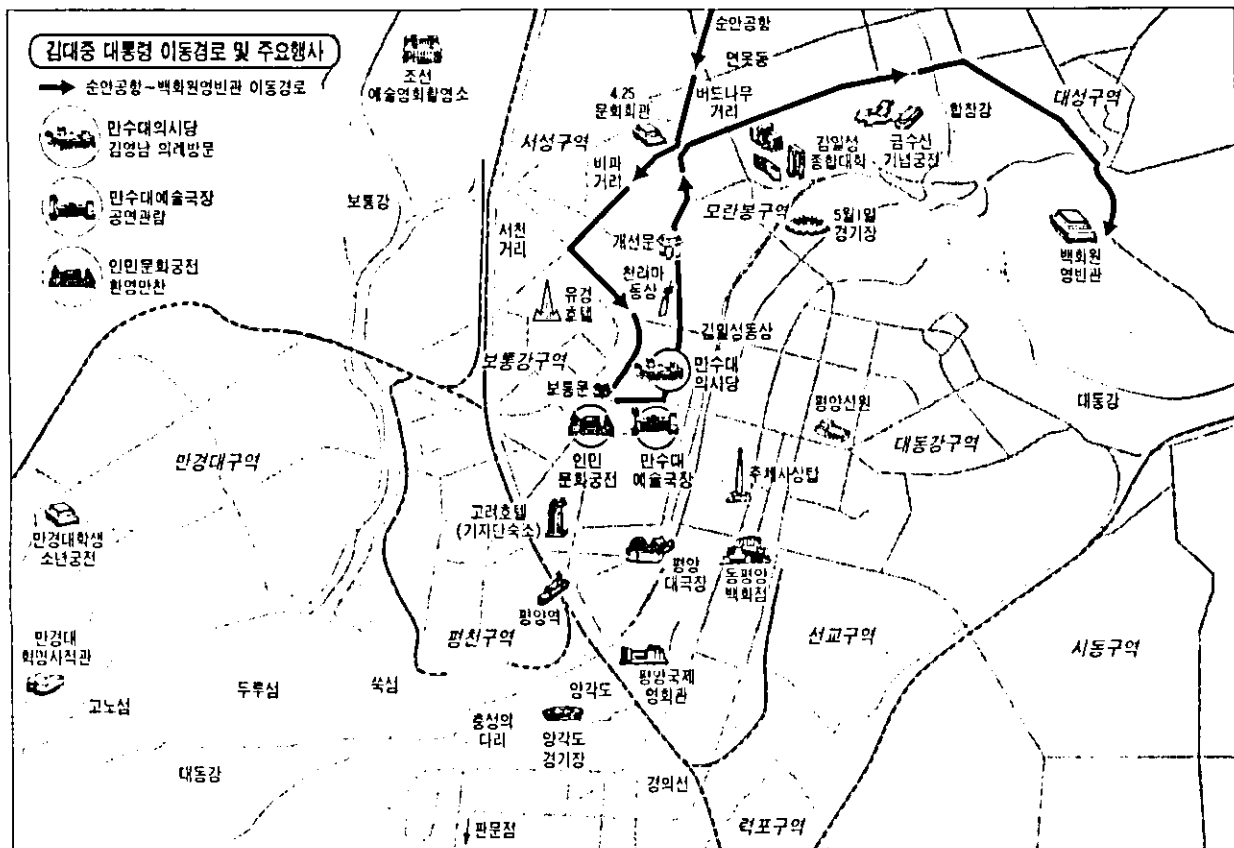 김대중 대통령 이동경로 및 주요행사
순안공항~백화원영빈관 이동경로
만수대의사당
김영남 의례방문
만수대예술극장
공연관람
인민문화궁전
환영만찬
조선
예술영화촬영소
순안공항
연못동
버드나무
거리
4.25
문화회관
서성구역
비파
거리
합창강
대성구역
김일성
종합대학
금수산
기념궁전
보통강
서천
거리
모란봉구역
5월1일
경기장
백화원
영빈관
개선문
천리마
동상
유경
호텔
김일성동상
보통강구역
만수대
의사당
보통문
평양산원
대동강
대동강구역
만경대구역
인민
문화궁전
만수대
예술극장
주체사상탑
고려호텔
(기자단숙소)
만경대학생
소년궁전
평양
대극장
동평양
백화점
평양역
만경대
혁명사적관
평천구역
선교구역
사동구역
평양국제
영화관
고노섬
두루섬
쑥섬
양각도
충성의
다리
양각도
경기장
대동강
경의선
판문점
력포구역